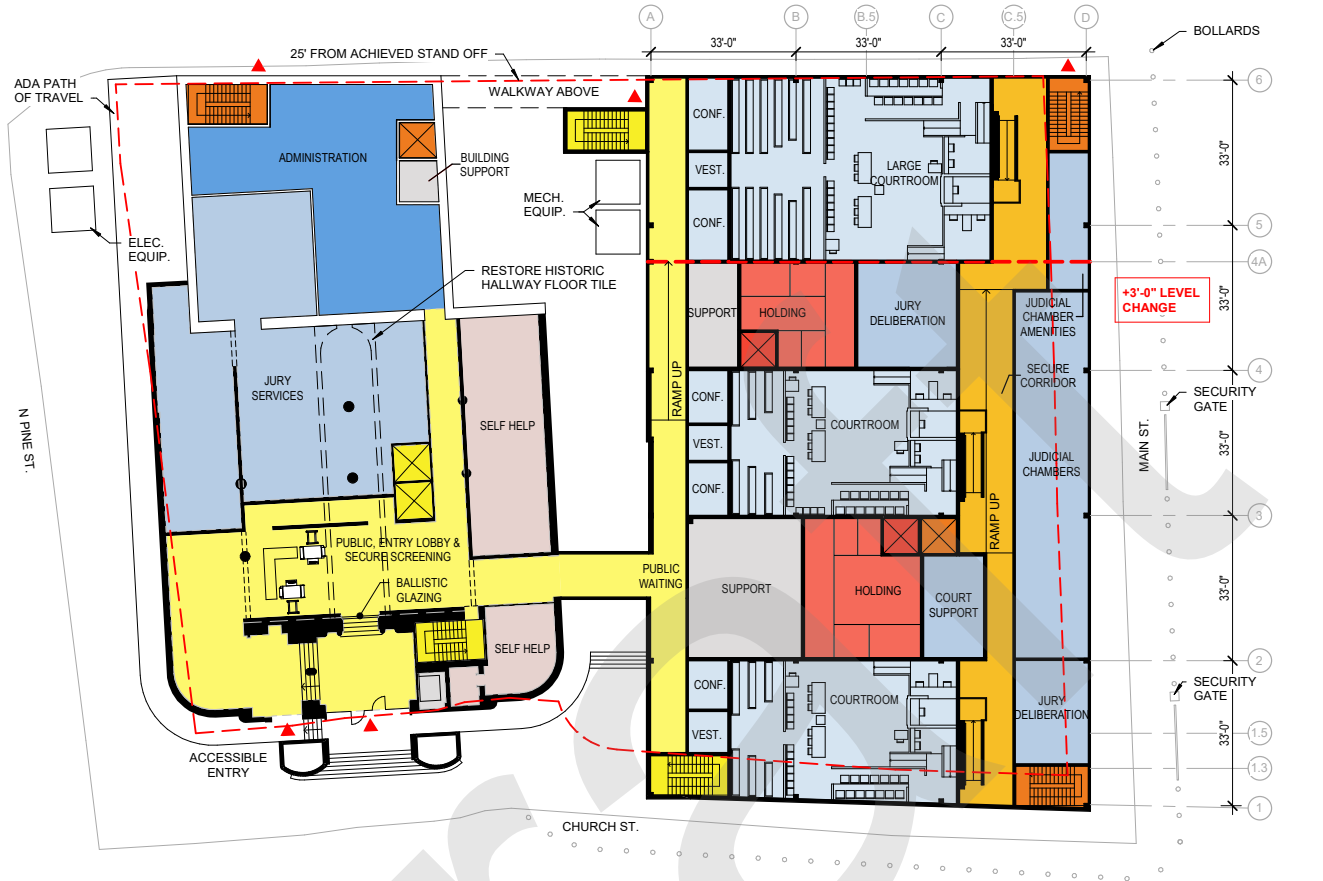 A
B
B.5
C
C.5
D
BOLLARDS
33'-0"
33'-0"
33'-0"
25' FROM ACHIEVED STAND OFF
ADA PATH
OF TRAVEL
WALKWAY ABOVE
6
CONF.
ADMINISTRATION
BUILDING
SUPPORT
VEST.
LARGE
COURTROOM
33'-0"
MECH.
EQUIP.
CONF.
5
ELEC.
EQUIP.
4A
RESTORE HISTORIC
HALLWAY FLOOR TILE
+3'-0" LEVEL
CHANGE
33'-0"
SUPPORT
HOLDING
JURY
DELIBERATION
JUDICIAL
CHAMBER
AMENITIES
4
SECURE
CORRIDOR
JURY
SERVICES
RAMP UP
CONF.
SECURITY
GATE
N PINE ST.
SELF HELP
COURTROOM
MAIN ST.
33'-0"
VEST.
JUDICIAL
CHAMBERS
CONF.
3
RAMP UP
PUBLIC, ENTRY LOBBY &
SECURE SCREENING
PUBLIC
WAITING
BALLISTIC
GLAZING
SUPPORT
HOLDING
COURT
SUPPORT
33'-0"
SELF HELP
2
CONF.
COURTROOM
SECURITY
GATE
JURY
DELIBERATION
VEST.
33'-0"
1.5
ACCESSIBLE
ENTRY
1.3
1
CHURCH ST.
Draft